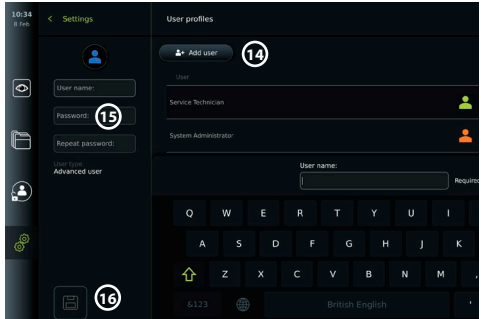 10:34
8 Feb
< Settings
User profiles
Add user
14
User
User name:
Service Technician
Password:
15
System Administrator
Repeat password:
User type
Advanced user
User name:
Required
Q W E R T Y U I
A S D F G H J K
Z X C V B N M ,
&123
British English
'
16